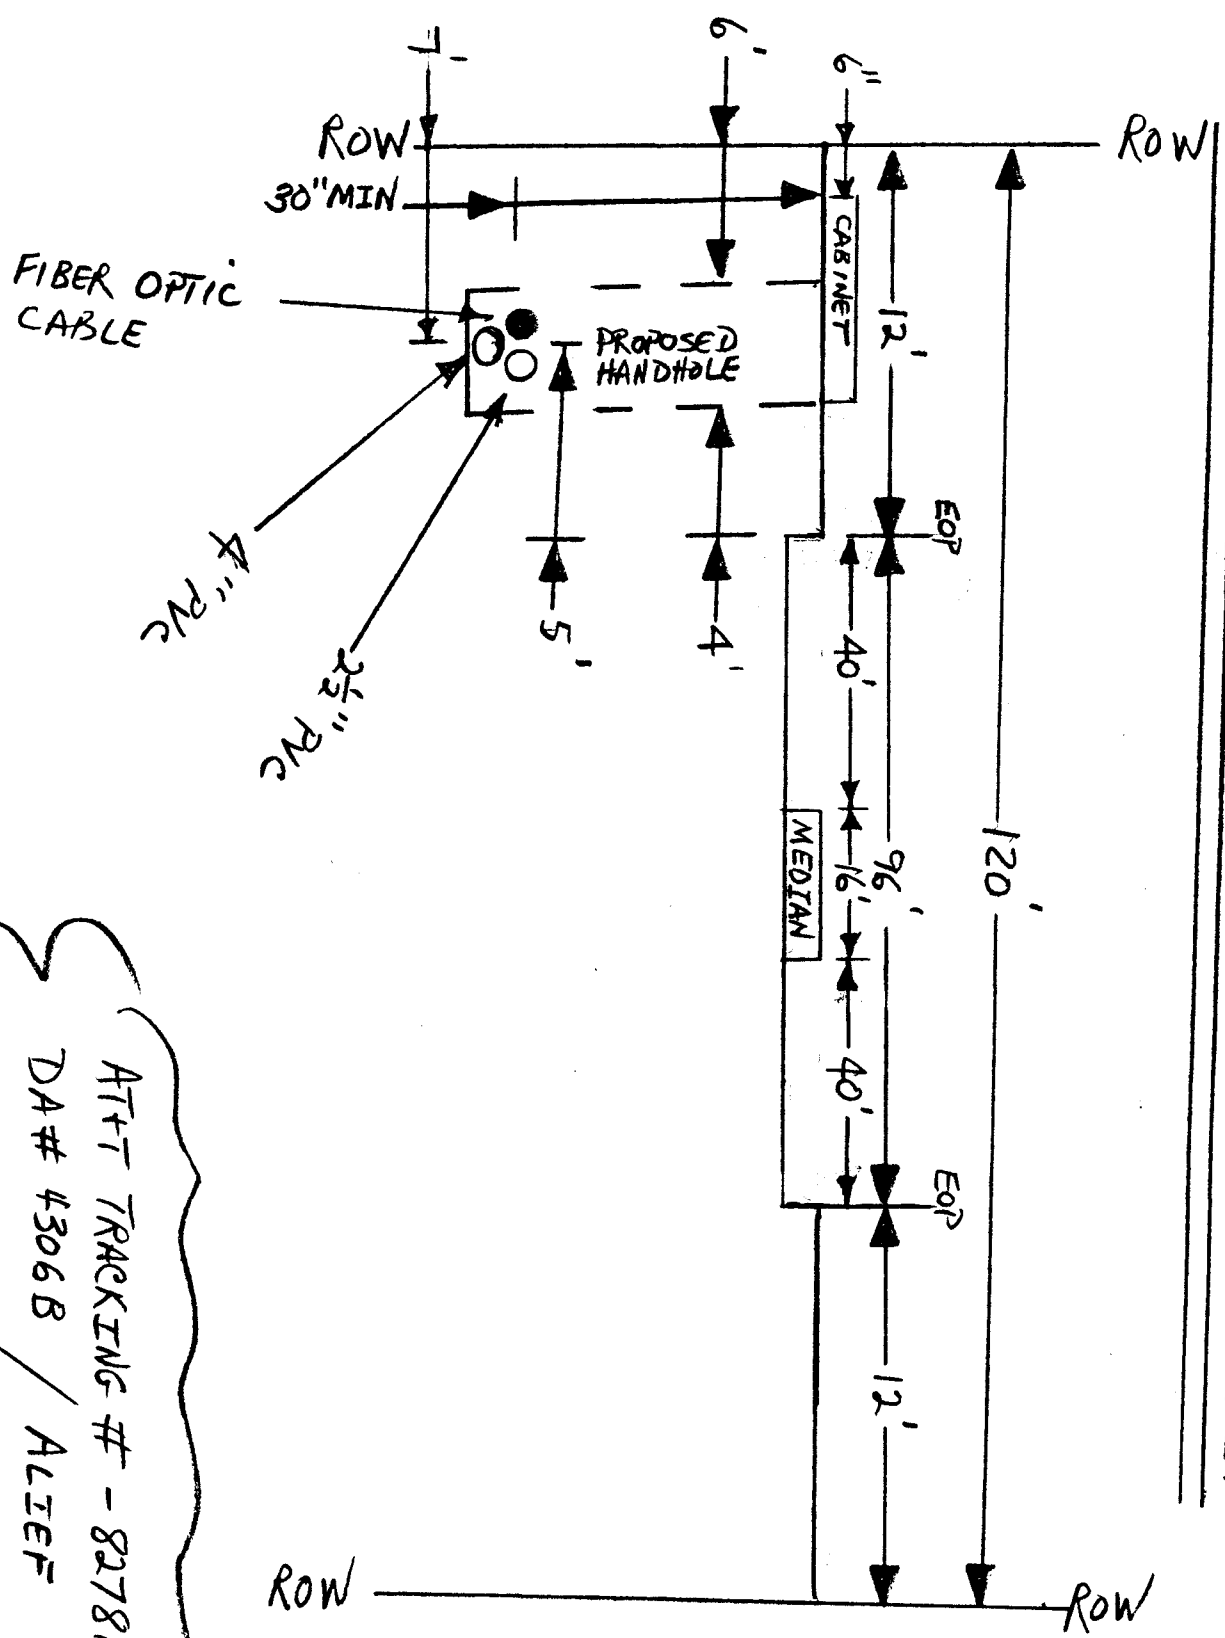 7'
6'
6"
ROW
ROW
30"MIN
FIBER OPTIC
CABLE
PROPOSED
HANDHOLE
CABINET
12'
EOP
4" PVC
2½" PVC
5'
4'
40'
MEDIAN
16'
96'
120'
40'
EOP
12'
ROW
ROW
AT+T TRACKING # - 8278
DA# 4306B / ALIEF